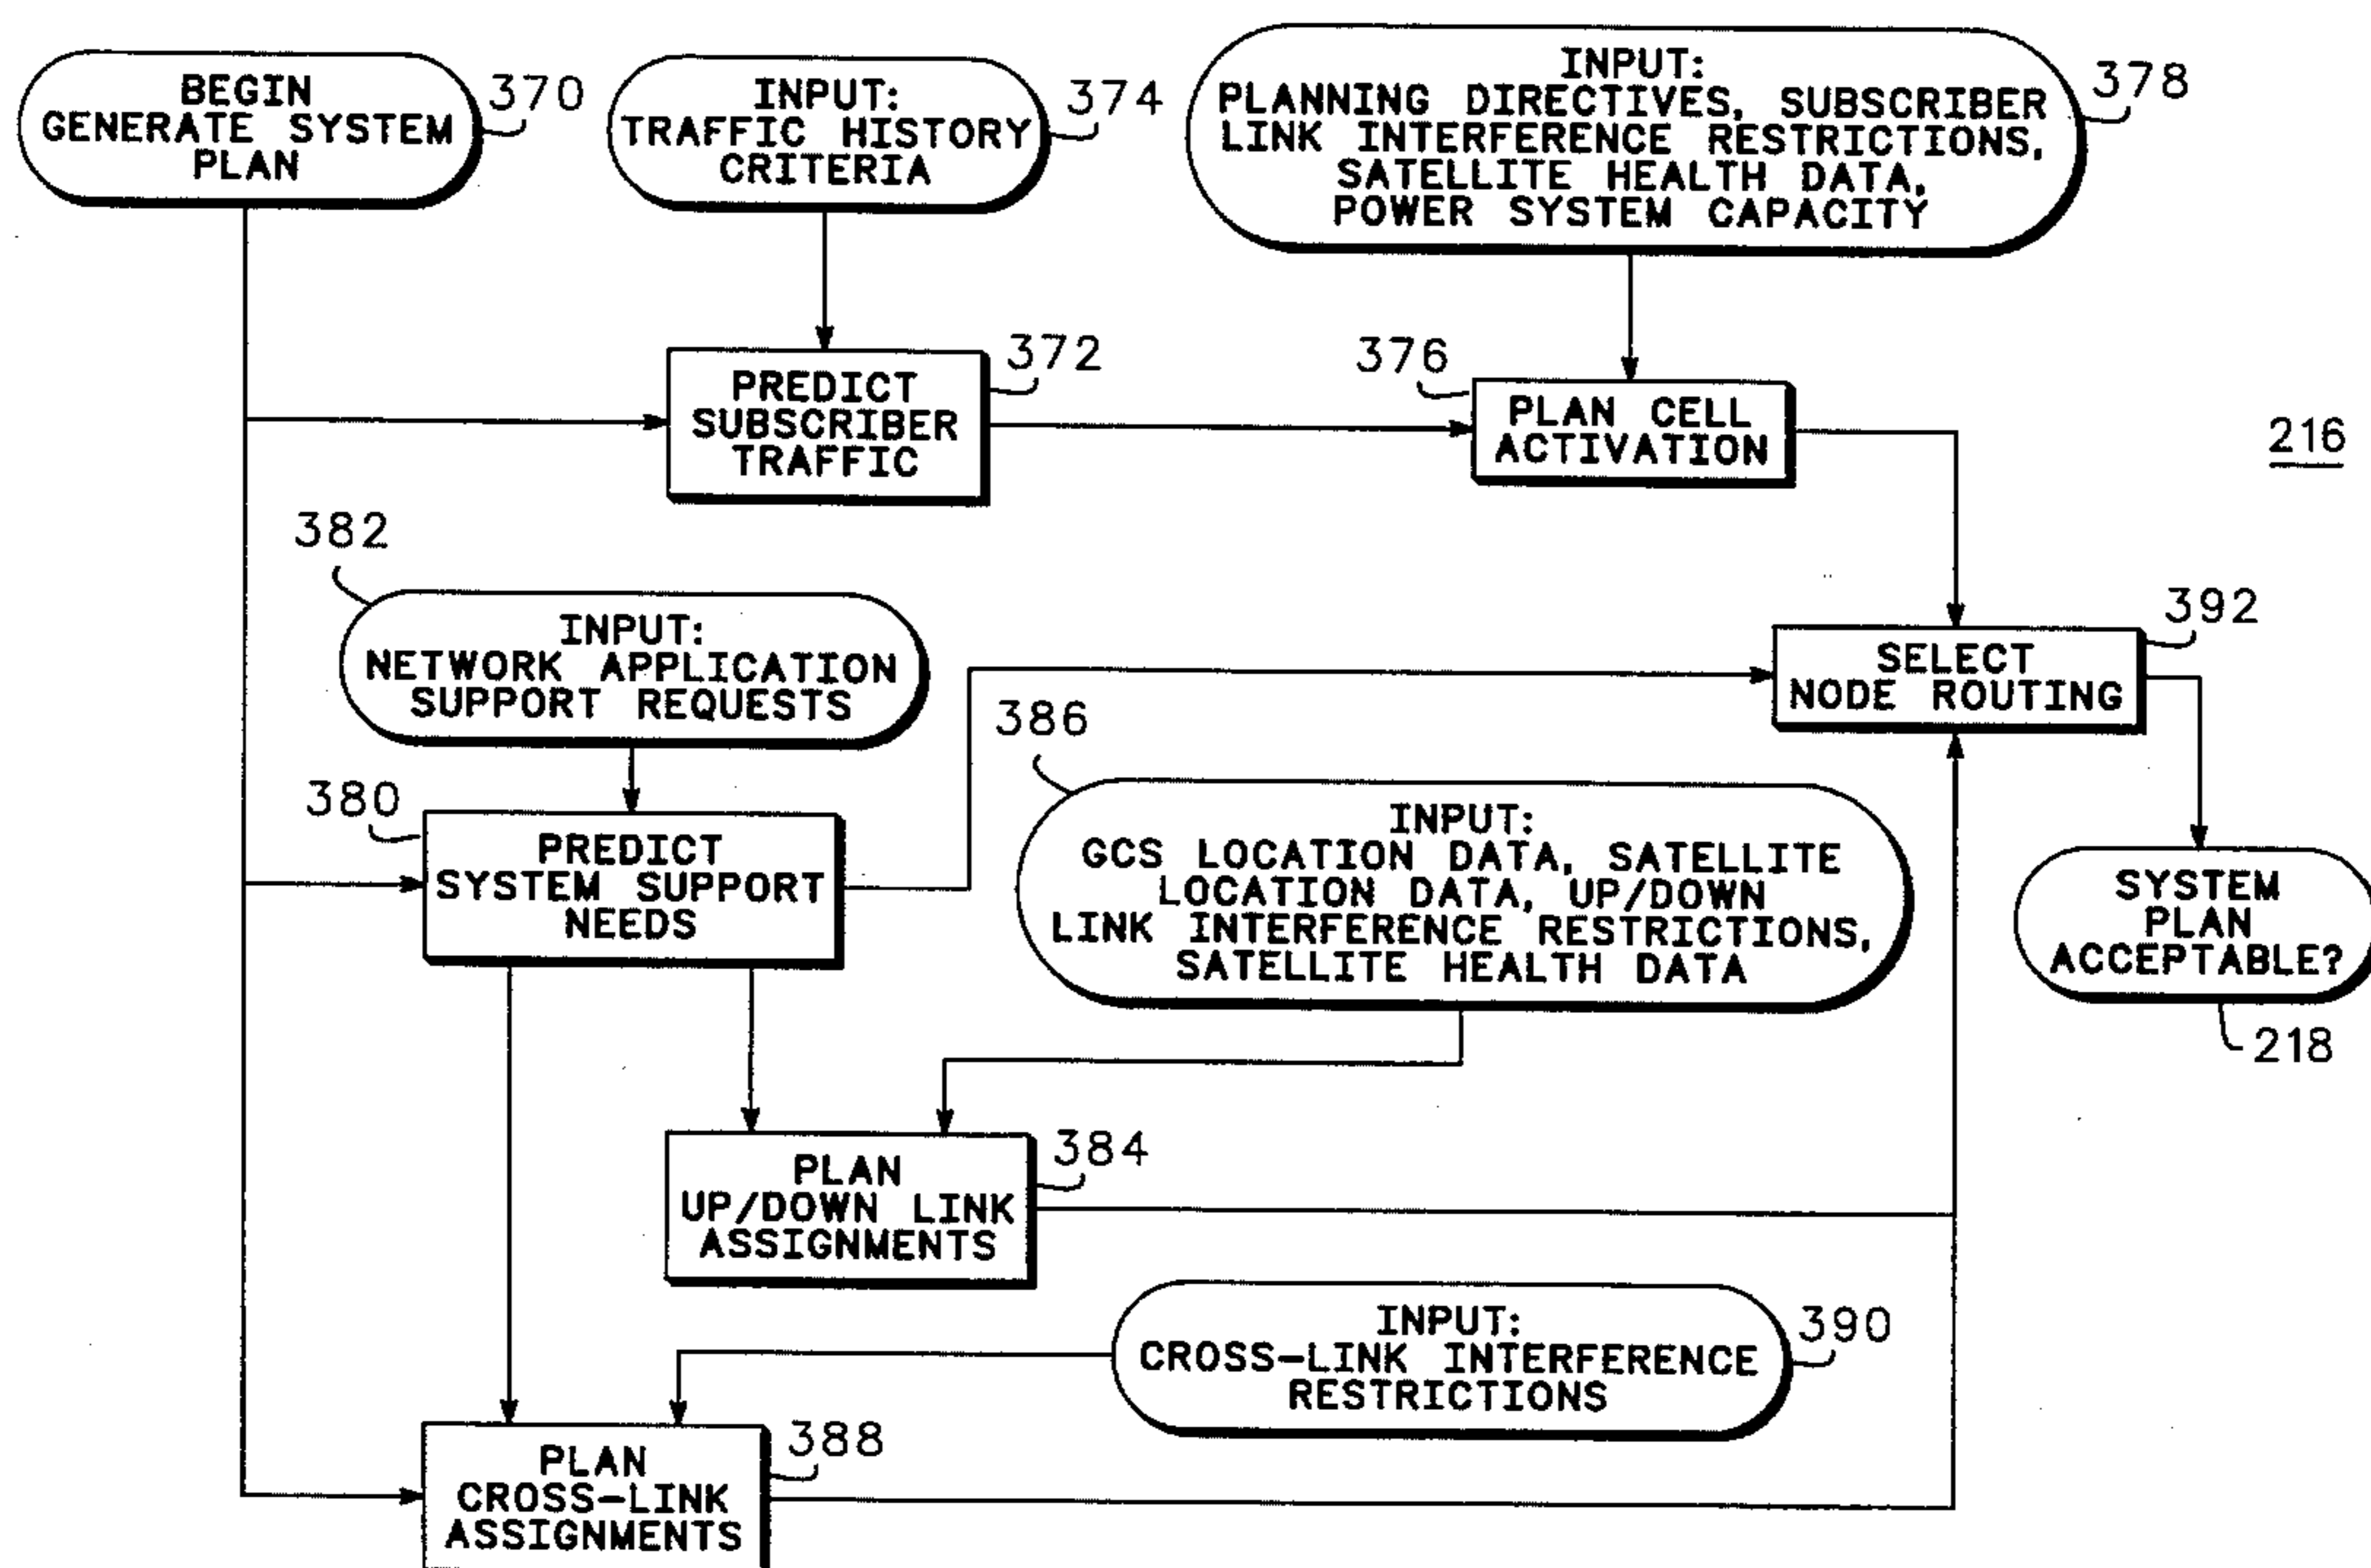 BEGIN
GENERATE SYSTEM
PLAN
370
INPUT:
TRAFFIC HISTORY
CRITERIA
374
INPUT:
PLANNING DIRECTIVES, SUBSCRIBER
LINK INTERFERENCE RESTRICTIONS,
SATELLITE HEALTH DATA,
POWER SYSTEM CAPACITY
378
PREDICT
SUBSCRIBER
TRAFFIC
372
376
PLAN CELL
ACTIVATION
216
382
INPUT:
NETWORK APPLICATION
SUPPORT REQUESTS
392
SELECT
NODE ROUTING
380
PREDICT
SYSTEM SUPPORT
NEEDS
386
INPUT:
GCS LOCATION DATA, SATELLITE
LOCATION DATA, UP/DOWN
LINK INTERFERENCE RESTRICTIONS,
SATELLITE HEALTH DATA
SYSTEM
PLAN
ACCEPTABLE?
218
PLAN
UP/DOWN LINK
ASSIGNMENTS
384
INPUT:
CROSS-LINK INTERFERENCE
RESTRICTIONS
390
PLAN
CROSS-LINK
ASSIGNMENTS
388